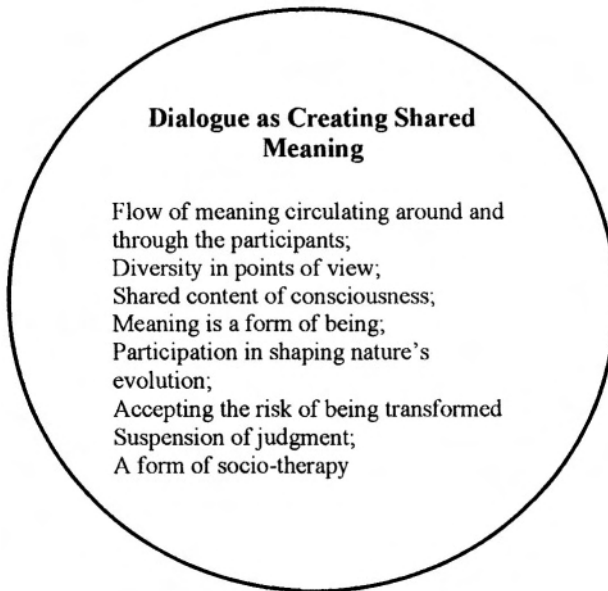 Dialogue as Creating Shared
Meaning
Flow of meaning circulating around and
through the participants;
Diversity in points of view;
Shared content of consciousness;
Meaning is a form of being;
Participation in shaping nature's
evolution;
Accepting the risk of being transformed
Suspension of judgment;
A form of socio-therapy